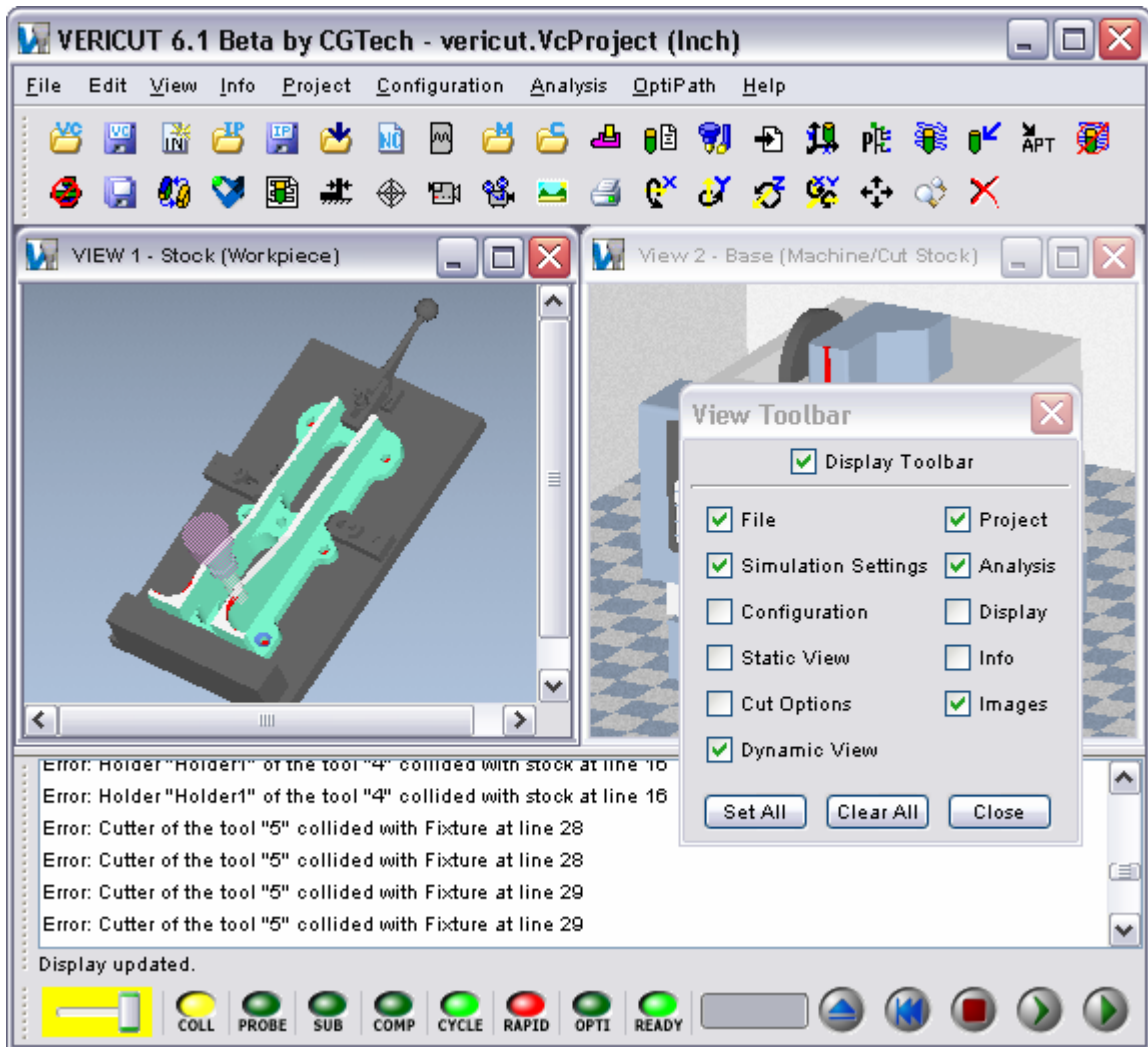 VERICUT 6.1 Beta by CGTech - vericut.VcProject (Inch)
File Edit View Info Project Configuration Analysis OptiPath Help
VC VC IN IP IP NC M C APT
X Y Z
VIEW 1 - Stock (Workpiece)
View 2 - Base (Machine/Cut Stock)
View Toolbar
Display Toolbar
File Project
Simulation Settings Analysis
Configuration Display
Static View Info
Cut Options Images
Dynamic View
Set All Clear All Close
Error: Holder "Holder1" of the tool "4" collided with stock at line 16
Error: Holder "Holder1" of the tool "4" collided with stock at line 16
Error: Cutter of the tool "5" collided with Fixture at line 28
Error: Cutter of the tool "5" collided with Fixture at line 28
Error: Cutter of the tool "5" collided with Fixture at line 29
Error: Cutter of the tool "5" collided with Fixture at line 29
Display updated.
COLL PROBE SUB COMP CYCLE RAPID OPTI READY